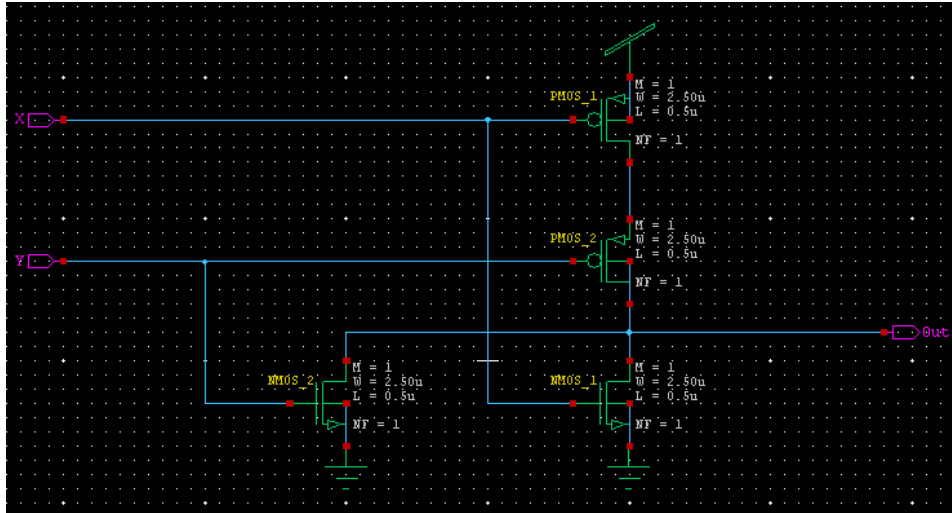 M = 1
PMOS_1
W = 2.50u
L = 0.5u
X
NF = 1
M = 1
PMOS_2
W = 2.50u
L = 0.5u
Y
NF = 1
Out
M = 1
NMOS_2
W = 2.50u
L = 0.5u
NF = 1
M = 1
NMOS_1
W = 2.50u
L = 0.5u
NF = 1